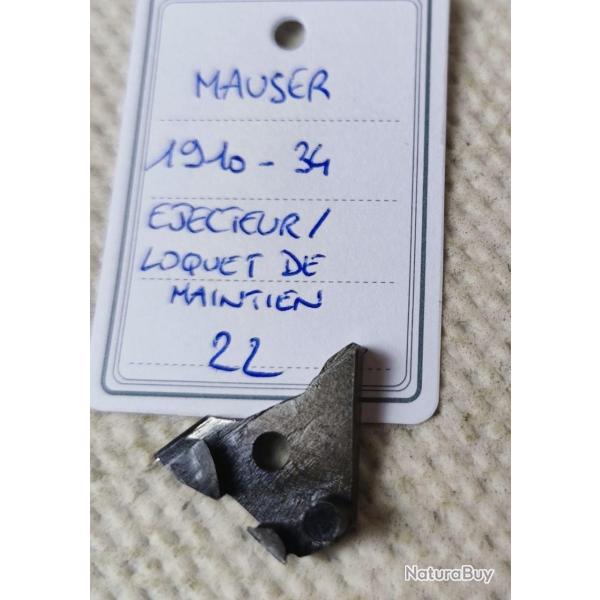 MAUSER
1910-34
EJECTEUR/
LOQUET DE
MAINTIEN
22
NaturaBuy